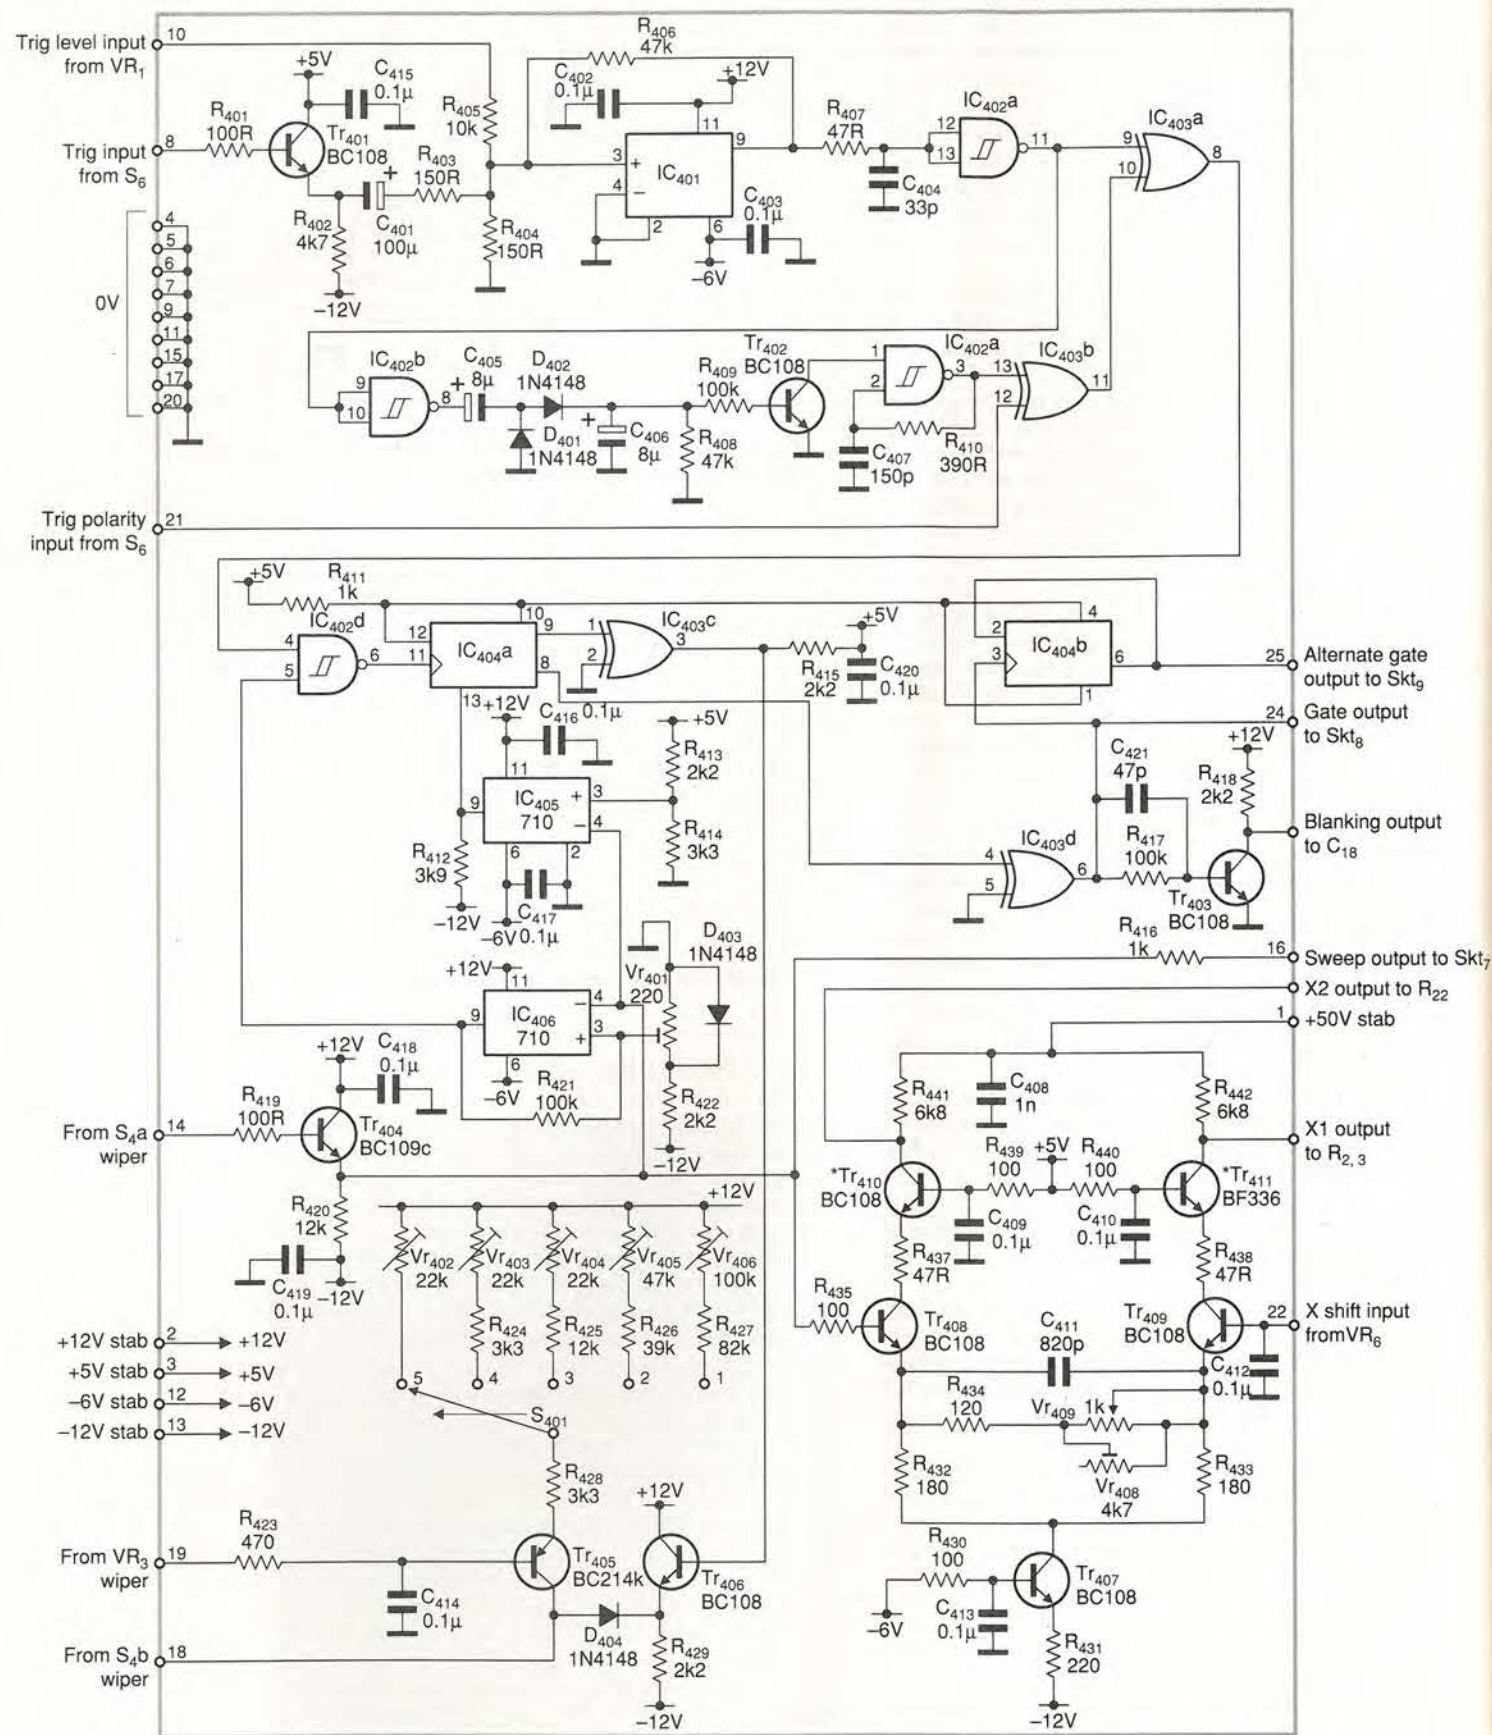 Trig level input
from VR1
10
+5V
C415
0.1μ
R401
100R
Trig input
from S6
8
Tr401
BC108
R402
4k7
C401
100μ
R403
150R
R405
10k
R404
150R
–12V
R406
47k
C402
0.1μ
+12V
11
3
+
4
–
IC401
9
2
6
C403
0.1μ
–6V
R407
47R
C404
33p
IC402a
12
13
11
IC403a
9
10
8
0V
4
5
6
7
9
11
15
17
20
IC402b
9
10
8
C405
+
8μ
D402
1N4148
D401
1N4148
+
C406
8μ
R408
47k
R409
100k
Tr402
BC108
IC402a
1
2
3
C407
150p
R410
390R
IC403b
13
12
11
Trig polarity
input from S6
21
+5V
R411
1k
IC402d
4
5
6
12
11
10
9
8
13
IC404a
IC403c
1
2
3
+5V
R415
2k2
C420
0.1μ
4
2
3
6
1
IC404b
25
Alternate gate
output to Skt9
24
Gate output
to Skt8
+12V
C416
0.1μ
+5V
R413
2k2
R414
3k3
11
9
IC405
710
+
3
–
4
6
2
R412
3k9
–12V
C417
0.1μ
–6V
IC403d
4
5
6
C421
47p
R417
100k
+12V
R418
2k2
Tr403
BC108
Blanking output
to C18
R416
1k
16
Sweep output to Skt7
X2 output to R22
1
+50V stab
+12V
11
9
IC406
710
–
4
+
3
6
–6V
Vr401
220
D403
1N4148
R421
100k
R422
2k2
–12V
+12V
C418
0.1μ
From S4a
wiper
14
R419
100R
Tr404
BC109c
R420
12k
C419
0.1μ
–12V
+12V
Vr402
22k
Vr403
22k
Vr404
22k
Vr405
47k
Vr406
100k
R424
3k3
R425
12k
R426
39k
R427
82k
5
4
3
2
1
S401
+12V stab
2
+12V
+5V stab
3
+5V
–6V stab
12
–6V
–12V stab
13
–12V
R428
3k3
From VR3
wiper
19
R423
470
C414
0.1μ
Tr405
BC214k
+12V
Tr406
BC108
D404
1N4148
R429
2k2
–12V
From S4b
wiper
18
R441
6k8
C408
1n
R442
6k8
X1 output
to R2, 3
*Tr410
BC108
R439
100
+5V
R440
100
*Tr411
BF336
C409
0.1μ
C410
0.1μ
R437
47R
R438
47R
R435
100
Tr408
BC108
C411
820p
Tr409
BC108
22
X shift input
fromVR6
C412
0.1μ
R434
120
Vr409
1k
Vr408
4k7
R432
180
R433
180
R430
100
–6V
C413
0.1μ
Tr407
BC108
R431
220
–12V